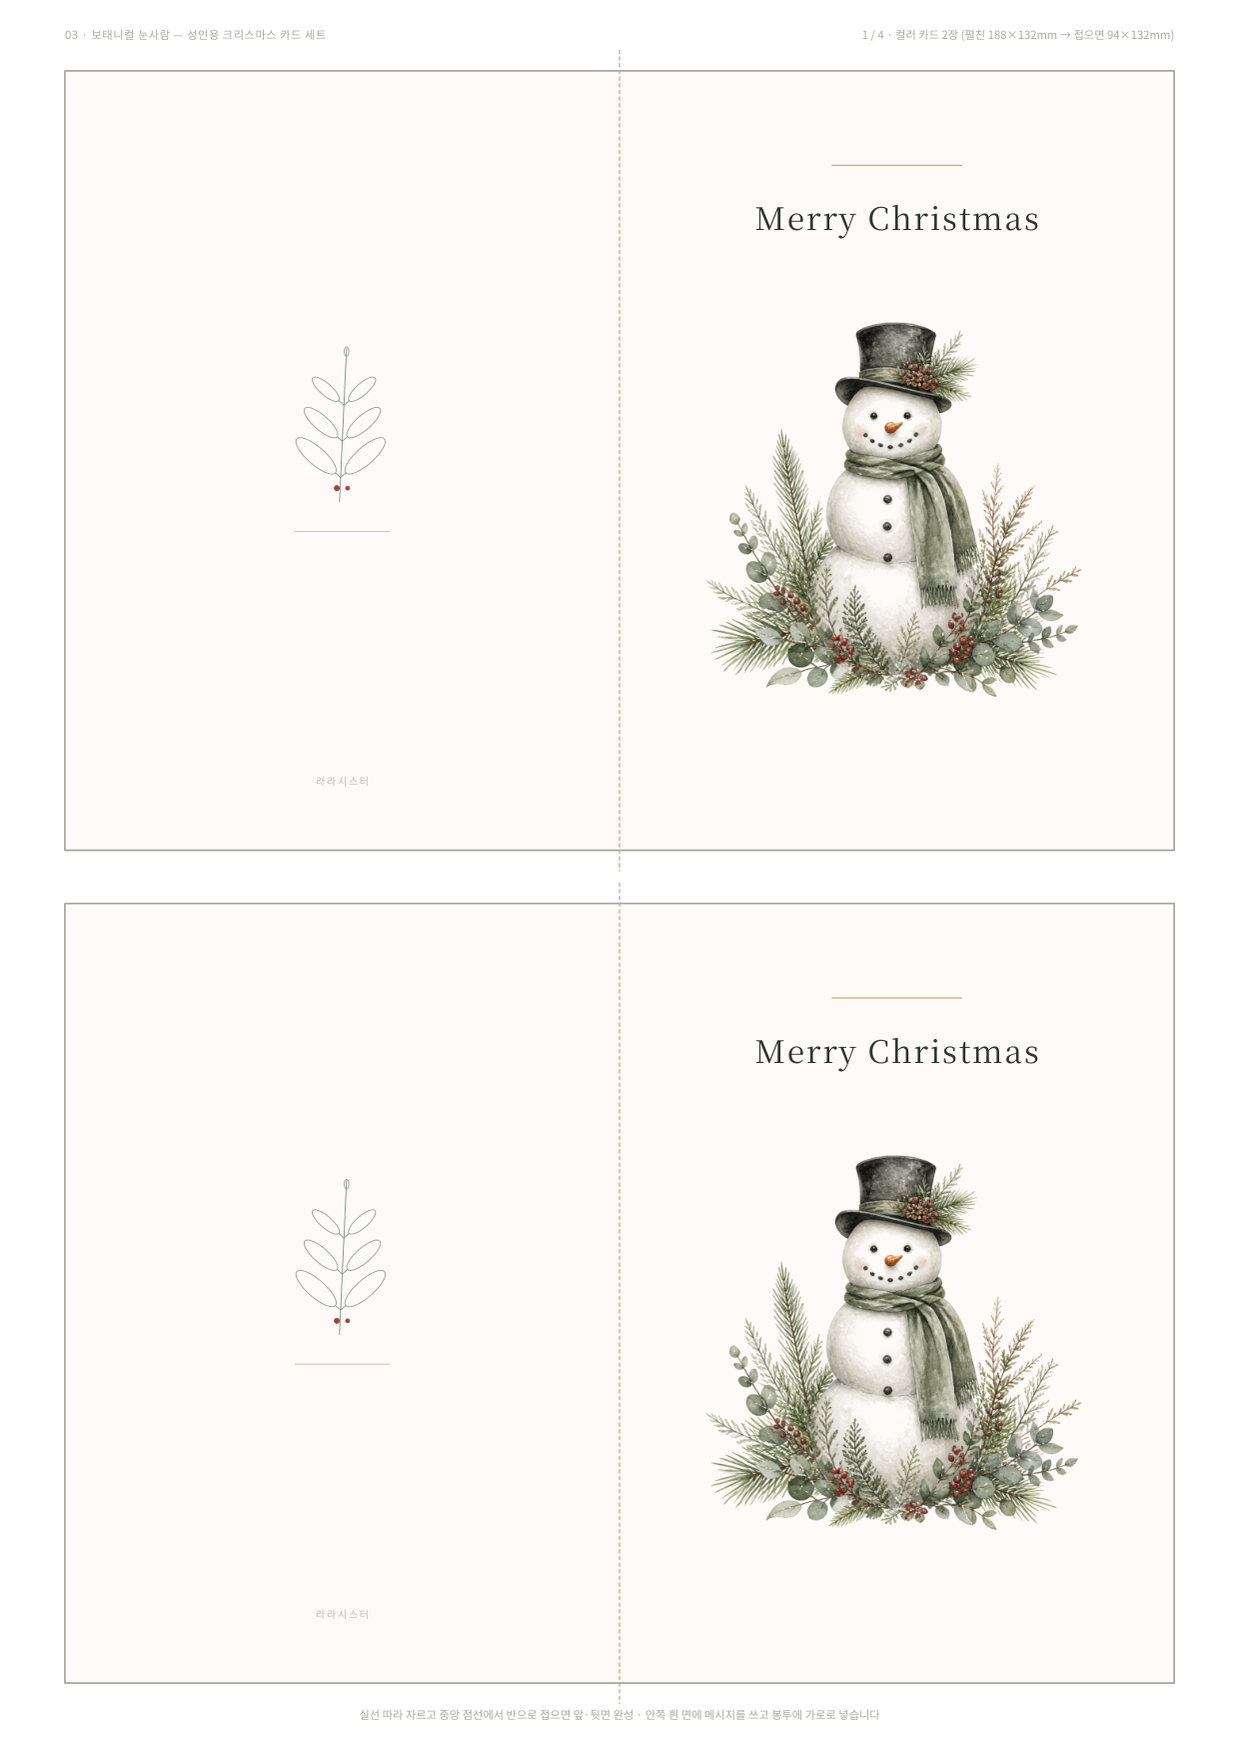 03 · 보태니컬 눈사람 — 성인용 크리스마스 카드 세트
1 / 4 · 컬러 카드 2장 (펼친 188×132mm → 접으면 94×132mm)
Merry Christmas
라라시스터
Merry Christmas
라라시스터
실선 따라 자르고 중앙 점선에서 반으로 접으면 앞·뒷면 완성 · 안쪽 흰 면에 메시지를 쓰고 봉투에 가로로 넣습니다